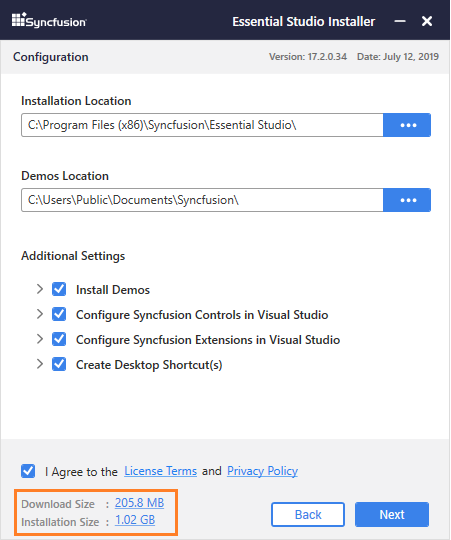 Syncfusion Essential Studio Installer
Configuration Version: 17.2.0.34 Date: July 12, 2019
Installation Location
C:\Program Files (x86)\Syncfusion\Essential Studio\
Demos Location
C:\Users\Public\Documents\Syncfusion\
Additional Settings
Install Demos
Configure Syncfusion Controls in Visual Studio
Configure Syncfusion Extensions in Visual Studio
Create Desktop Shortcut(s)
I Agree to the License Terms and Privacy Policy
Download Size : 205.8 MB
Installation Size : 1.02 GB
Back Next